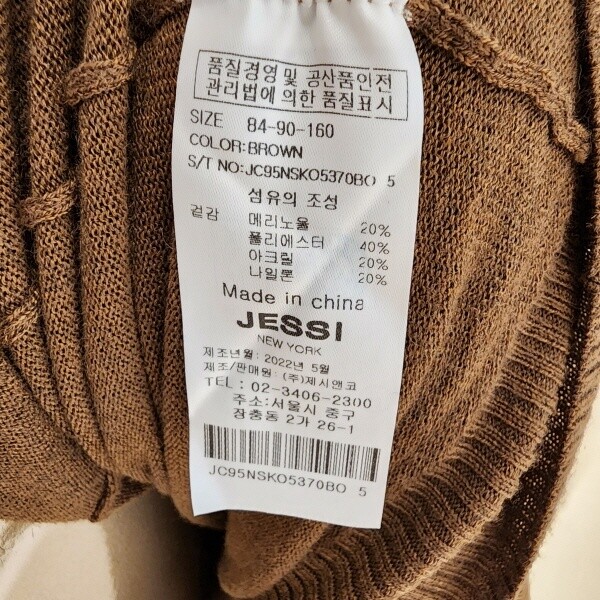 품질경영 및 공산품안전
관리법에 의한 품질표시
SIZE 84-90-160
COLOR:BROWN
S/T NO:JC95NSKO5370BO 5
섬유의 조성
겉감 메리노울 20%
폴리에스터 40%
아크릴 20%
나일론 20%
Made in china
JESSI
NEW YORK
제조년월 : 2022년 5월
제조/판매원 : (주)제시앤코
TEL : 02-3406-2300
주소:서울시 중구
장충동 2가 26-1
JC95NSKO5370BO 5